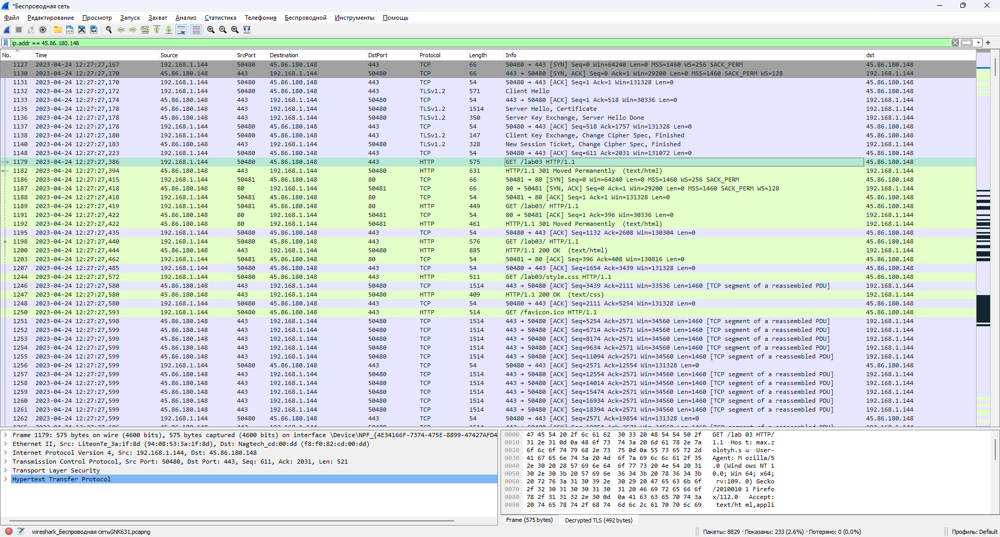 *Беспроводная сеть
Файл Редактирование Просмотр Запуск Захват Анализ Статистика Телефония Беспроводной Инструменты Помощь
ip.addr == 45.86.180.148
No. Time Source SrcPort Destination DstPort Protocol Length Info dst
1127 2023-04-24 12:27:27,167 192.168.1.144 50480 45.86.180.148 443 TCP 66 50480 → 443 [SYN] Seq=0 Win=64240 Len=0 MSS=1460 WS=256 SACK_PERM 45.86.180.148
1130 2023-04-24 12:27:27,170 45.86.180.148 443 192.168.1.144 50480 TCP 66 443 → 50480 [SYN, ACK] Seq=0 Ack=1 Win=29200 Len=0 MSS=1460 SACK_PERM WS=128 192.168.1.144
1131 2023-04-24 12:27:27,170 192.168.1.144 50480 45.86.180.148 443 TCP 54 50480 → 443 [ACK] Seq=1 Ack=1 Win=131328 Len=0 45.86.180.148
1132 2023-04-24 12:27:27,172 192.168.1.144 50480 45.86.180.148 443 TLSv1.2 571 Client Hello 45.86.180.148
1133 2023-04-24 12:27:27,174 45.86.180.148 443 192.168.1.144 50480 TCP 54 443 → 50480 [ACK] Seq=1 Ack=518 Win=30336 Len=0 192.168.1.144
1135 2023-04-24 12:27:27,178 45.86.180.148 443 192.168.1.144 50480 TLSv1.2 1514 Server Hello, Certificate 192.168.1.144
1136 2023-04-24 12:27:27,178 45.86.180.148 443 192.168.1.144 50480 TLSv1.2 350 Server Key Exchange, Server Hello Done 192.168.1.144
1137 2023-04-24 12:27:27,178 192.168.1.144 50480 45.86.180.148 443 TCP 54 50480 → 443 [ACK] Seq=518 Ack=1757 Win=131328 Len=0 45.86.180.148
1138 2023-04-24 12:27:27,180 192.168.1.144 50480 45.86.180.148 443 TLSv1.2 147 Client Key Exchange, Change Cipher Spec, Finished 45.86.180.148
1140 2023-04-24 12:27:27,183 45.86.180.148 443 192.168.1.144 50480 TLSv1.2 328 New Session Ticket, Change Cipher Spec, Finished 192.168.1.144
1148 2023-04-24 12:27:27,223 192.168.1.144 50480 45.86.180.148 443 TCP 54 50480 → 443 [ACK] Seq=611 Ack=2031 Win=131072 Len=0 45.86.180.148
1179 2023-04-24 12:27:27,386 192.168.1.144 50480 45.86.180.148 443 HTTP 575 GET /lab03 HTTP/1.1 45.86.180.148
1182 2023-04-24 12:27:27,394 45.86.180.148 443 192.168.1.144 50480 HTTP 631 HTTP/1.1 301 Moved Permanently (text/html) 192.168.1.144
1186 2023-04-24 12:27:27,415 192.168.1.144 50481 45.86.180.148 80 TCP 66 50481 → 80 [SYN] Seq=0 Win=64240 Len=0 MSS=1460 WS=256 SACK_PERM 45.86.180.148
1187 2023-04-24 12:27:27,418 45.86.180.148 80 192.168.1.144 50481 TCP 66 80 → 50481 [SYN, ACK] Seq=0 Ack=1 Win=29200 Len=0 MSS=1460 SACK_PERM WS=128 192.168.1.144
1188 2023-04-24 12:27:27,418 192.168.1.144 50481 45.86.180.148 80 TCP 54 50481 → 80 [ACK] Seq=1 Ack=1 Win=131328 Len=0 45.86.180.148
1189 2023-04-24 12:27:27,419 192.168.1.144 50481 45.86.180.148 80 HTTP 449 GET /lab03/ HTTP/1.1 45.86.180.148
1191 2023-04-24 12:27:27,422 45.86.180.148 80 192.168.1.144 50481 TCP 54 80 → 50481 [ACK] Seq=1 Ack=396 Win=30336 Len=0 192.168.1.144
1192 2023-04-24 12:27:27,422 45.86.180.148 80 192.168.1.144 50481 HTTP 461 HTTP/1.1 301 Moved Permanently (text/html) 192.168.1.144
1195 2023-04-24 12:27:27,435 192.168.1.144 50480 45.86.180.148 443 TCP 54 50480 → 443 [ACK] Seq=1132 Ack=2608 Win=130304 Len=0 45.86.180.148
1198 2023-04-24 12:27:27,440 192.168.1.144 50480 45.86.180.148 443 HTTP 576 GET /lab03/ HTTP/1.1 45.86.180.148
1200 2023-04-24 12:27:27,444 45.86.180.148 443 192.168.1.144 50480 HTTP 885 HTTP/1.1 200 OK (text/html) 192.168.1.144
1203 2023-04-24 12:27:27,462 192.168.1.144 50481 45.86.180.148 80 TCP 54 50481 → 80 [ACK] Seq=396 Ack=408 Win=130816 Len=0 45.86.180.148
1207 2023-04-24 12:27:27,485 192.168.1.144 50480 45.86.180.148 443 TCP 54 50480 → 443 [ACK] Seq=1654 Ack=3439 Win=131328 Len=0 45.86.180.148
1244 2023-04-24 12:27:27,572 192.168.1.144 50480 45.86.180.148 443 HTTP 511 GET /lab03/style.css HTTP/1.1 45.86.180.148
1246 2023-04-24 12:27:27,580 45.86.180.148 443 192.168.1.144 50480 TCP 1514 443 → 50480 [ACK] Seq=3439 Ack=2111 Win=33536 Len=1460 [TCP segment of a reassembled PDU] 192.168.1.144
1247 2023-04-24 12:27:27,580 45.86.180.148 443 192.168.1.144 50480 HTTP 409 HTTP/1.1 200 OK (text/css) 192.168.1.144
1248 2023-04-24 12:27:27,580 192.168.1.144 50480 45.86.180.148 443 TCP 54 50480 → 443 [ACK] Seq=2111 Ack=5254 Win=131328 Len=0 45.86.180.148
1250 2023-04-24 12:27:27,593 192.168.1.144 50480 45.86.180.148 443 HTTP 514 GET /favicon.ico HTTP/1.1 45.86.180.148
1251 2023-04-24 12:27:27,598 45.86.180.148 443 192.168.1.144 50480 TCP 1514 443 → 50480 [ACK] Seq=5254 Ack=2571 Win=34560 Len=1460 [TCP segment of a reassembled PDU] 192.168.1.144
1252 2023-04-24 12:27:27,599 45.86.180.148 443 192.168.1.144 50480 TCP 1514 443 → 50480 [ACK] Seq=6714 Ack=2571 Win=34560 Len=1460 [TCP segment of a reassembled PDU] 192.168.1.144
1253 2023-04-24 12:27:27,599 45.86.180.148 443 192.168.1.144 50480 TCP 1514 443 → 50480 [ACK] Seq=8174 Ack=2571 Win=34560 Len=1460 [TCP segment of a reassembled PDU] 192.168.1.144
1254 2023-04-24 12:27:27,599 45.86.180.148 443 192.168.1.144 50480 TCP 1514 443 → 50480 [ACK] Seq=9634 Ack=2571 Win=34560 Len=1460 [TCP segment of a reassembled PDU] 192.168.1.144
1255 2023-04-24 12:27:27,599 45.86.180.148 443 192.168.1.144 50480 TCP 1514 443 → 50480 [ACK] Seq=11094 Ack=2571 Win=34560 Len=1460 [TCP segment of a reassembled PDU] 192.168.1.144
1256 2023-04-24 12:27:27,599 192.168.1.144 50480 45.86.180.148 443 TCP 54 50480 → 443 [ACK] Seq=2571 Ack=12554 Win=131328 Len=0 45.86.180.148
1257 2023-04-24 12:27:27,599 45.86.180.148 443 192.168.1.144 50480 TCP 1514 443 → 50480 [ACK] Seq=12554 Ack=2571 Win=34560 Len=1460 [TCP segment of a reassembled PDU] 192.168.1.144
1258 2023-04-24 12:27:27,599 45.86.180.148 443 192.168.1.144 50480 TCP 1514 443 → 50480 [ACK] Seq=14014 Ack=2571 Win=34560 Len=1460 [TCP segment of a reassembled PDU] 192.168.1.144
1259 2023-04-24 12:27:27,599 45.86.180.148 443 192.168.1.144 50480 TCP 1514 443 → 50480 [ACK] Seq=15474 Ack=2571 Win=34560 Len=1460 [TCP segment of a reassembled PDU] 192.168.1.144
1260 2023-04-24 12:27:27,599 45.86.180.148 443 192.168.1.144 50480 TCP 1514 443 → 50480 [ACK] Seq=16934 Ack=2571 Win=34560 Len=1460 [TCP segment of a reassembled PDU] 192.168.1.144
1261 2023-04-24 12:27:27,599 45.86.180.148 443 192.168.1.144 50480 TCP 1514 443 → 50480 [ACK] Seq=18394 Ack=2571 Win=34560 Len=1460 [TCP segment of a reassembled PDU] 192.168.1.144
1262 2023-04-24 12:27:27,599 192.168.1.144 50480 45.86.180.148 443 TCP 54 50480 → 443 [ACK] Seq=2571 Ack=19854 Win=131328 Len=0 45.86.180.148
Frame 1179: 575 bytes on wire (4600 bits), 575 bytes captured (4600 bits) on interface \Device\NPF_{4E34166F-7374-475E-8899-47427AFD4
Ethernet II, Src: LiteonTe_3a:1f:8d (94:08:53:3a:1f:8d), Dst: Nagtech_cd:00:dd (f8:f0:82:cd:00:dd)
Internet Protocol Version 4, Src: 192.168.1.144, Dst: 45.86.180.148
Transmission Control Protocol, Src Port: 50480, Dst Port: 443, Seq: 611, Ack: 2031, Len: 521
Transport Layer Security
Hypertext Transfer Protocol
0000 47 45 54 20 2f 6c 61 62 30 33 20 48 54 54 50 2f GET /lab 03 HTTP/
0010 31 2e 31 0d 0a 48 6f 73 74 3a 20 6d 61 78 2e 7a 1.1··Hos t: max.z
0020 6f 6c 6f 74 79 68 2e 73 75 0d 0a 55 73 65 72 2d olotyh.s u··User-
0030 41 67 65 6e 74 3a 20 4d 6f 7a 69 6c 6c 61 2f 35 Agent: M ozilla/5
0040 2e 30 20 28 57 69 6e 64 6f 77 73 20 4e 54 20 31 .0 (Wind ows NT 1
0050 30 2e 30 3b 20 57 69 6e 36 34 3b 20 78 36 34 3b 0.0; Win 64; x64;
0060 20 72 76 3a 31 30 39 2e 30 29 20 47 65 63 6b 6f rv:109. 0) Gecko
0070 2f 32 30 31 30 30 31 30 31 20 46 69 72 65 66 6f /2010010 1 Firefo
0080 78 2f 31 31 32 2e 30 0d 0a 41 63 63 65 70 74 3a x/112.0· ·Accept:
0090 20 74 65 78 74 2f 68 74 6d 6c 2c 61 70 70 6c 69 text/ht ml,appli
Frame (575 bytes) Decrypted TLS (492 bytes)
wireshark_Беспроводная сетьGNK631.pcapng Пакеты: 8829 · Показаны: 233 (2.6%) · Потеряно: 0 (0.0%) Профиль: Default